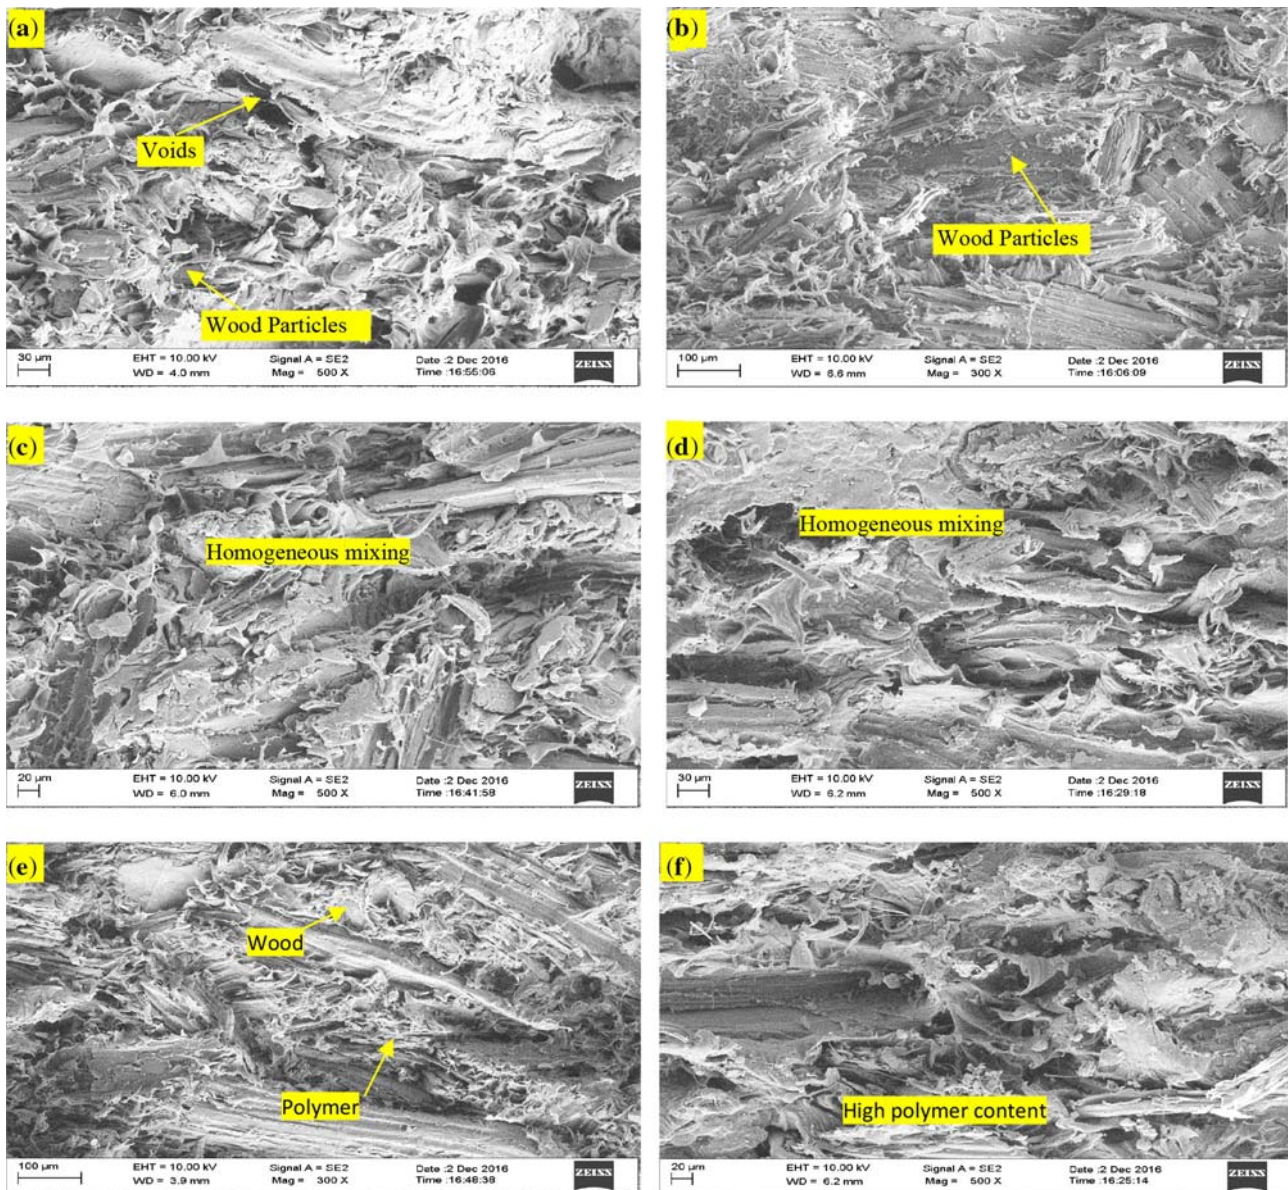 (a)
Voids
Wood Particles
30 µm
EHT = 10.00 kV
WD = 4.0 mm
Signal A = SE2
Mag = 500 X
Date :2 Dec 2016
Time :16:55:06
ZEISS
(b)
Wood Particles
100 µm
EHT = 10.00 kV
WD = 6.6 mm
Signal A = SE2
Mag = 300 X
Date :2 Dec 2016
Time :16:06:09
ZEISS
(c)
Homogeneous mixing
20 µm
EHT = 10.00 kV
WD = 6.0 mm
Signal A = SE2
Mag = 500 X
Date :2 Dec 2016
Time :16:41:58
ZEISS
(d)
Homogeneous mixing
30 µm
EHT = 10.00 kV
WD = 6.2 mm
Signal A = SE2
Mag = 500 X
Date :2 Dec 2016
Time :16:29:18
ZEISS
(e)
Wood
Polymer
100 µm
EHT = 10.00 kV
WD = 3.9 mm
Signal A = SE2
Mag = 300 X
Date :2 Dec 2016
Time :16:48:38
ZEISS
(f)
High polymer content
20 µm
EHT = 10.00 kV
WD = 6.2 mm
Signal A = SE2
Mag = 500 X
Date :2 Dec 2016
Time :16:25:14
ZEISS